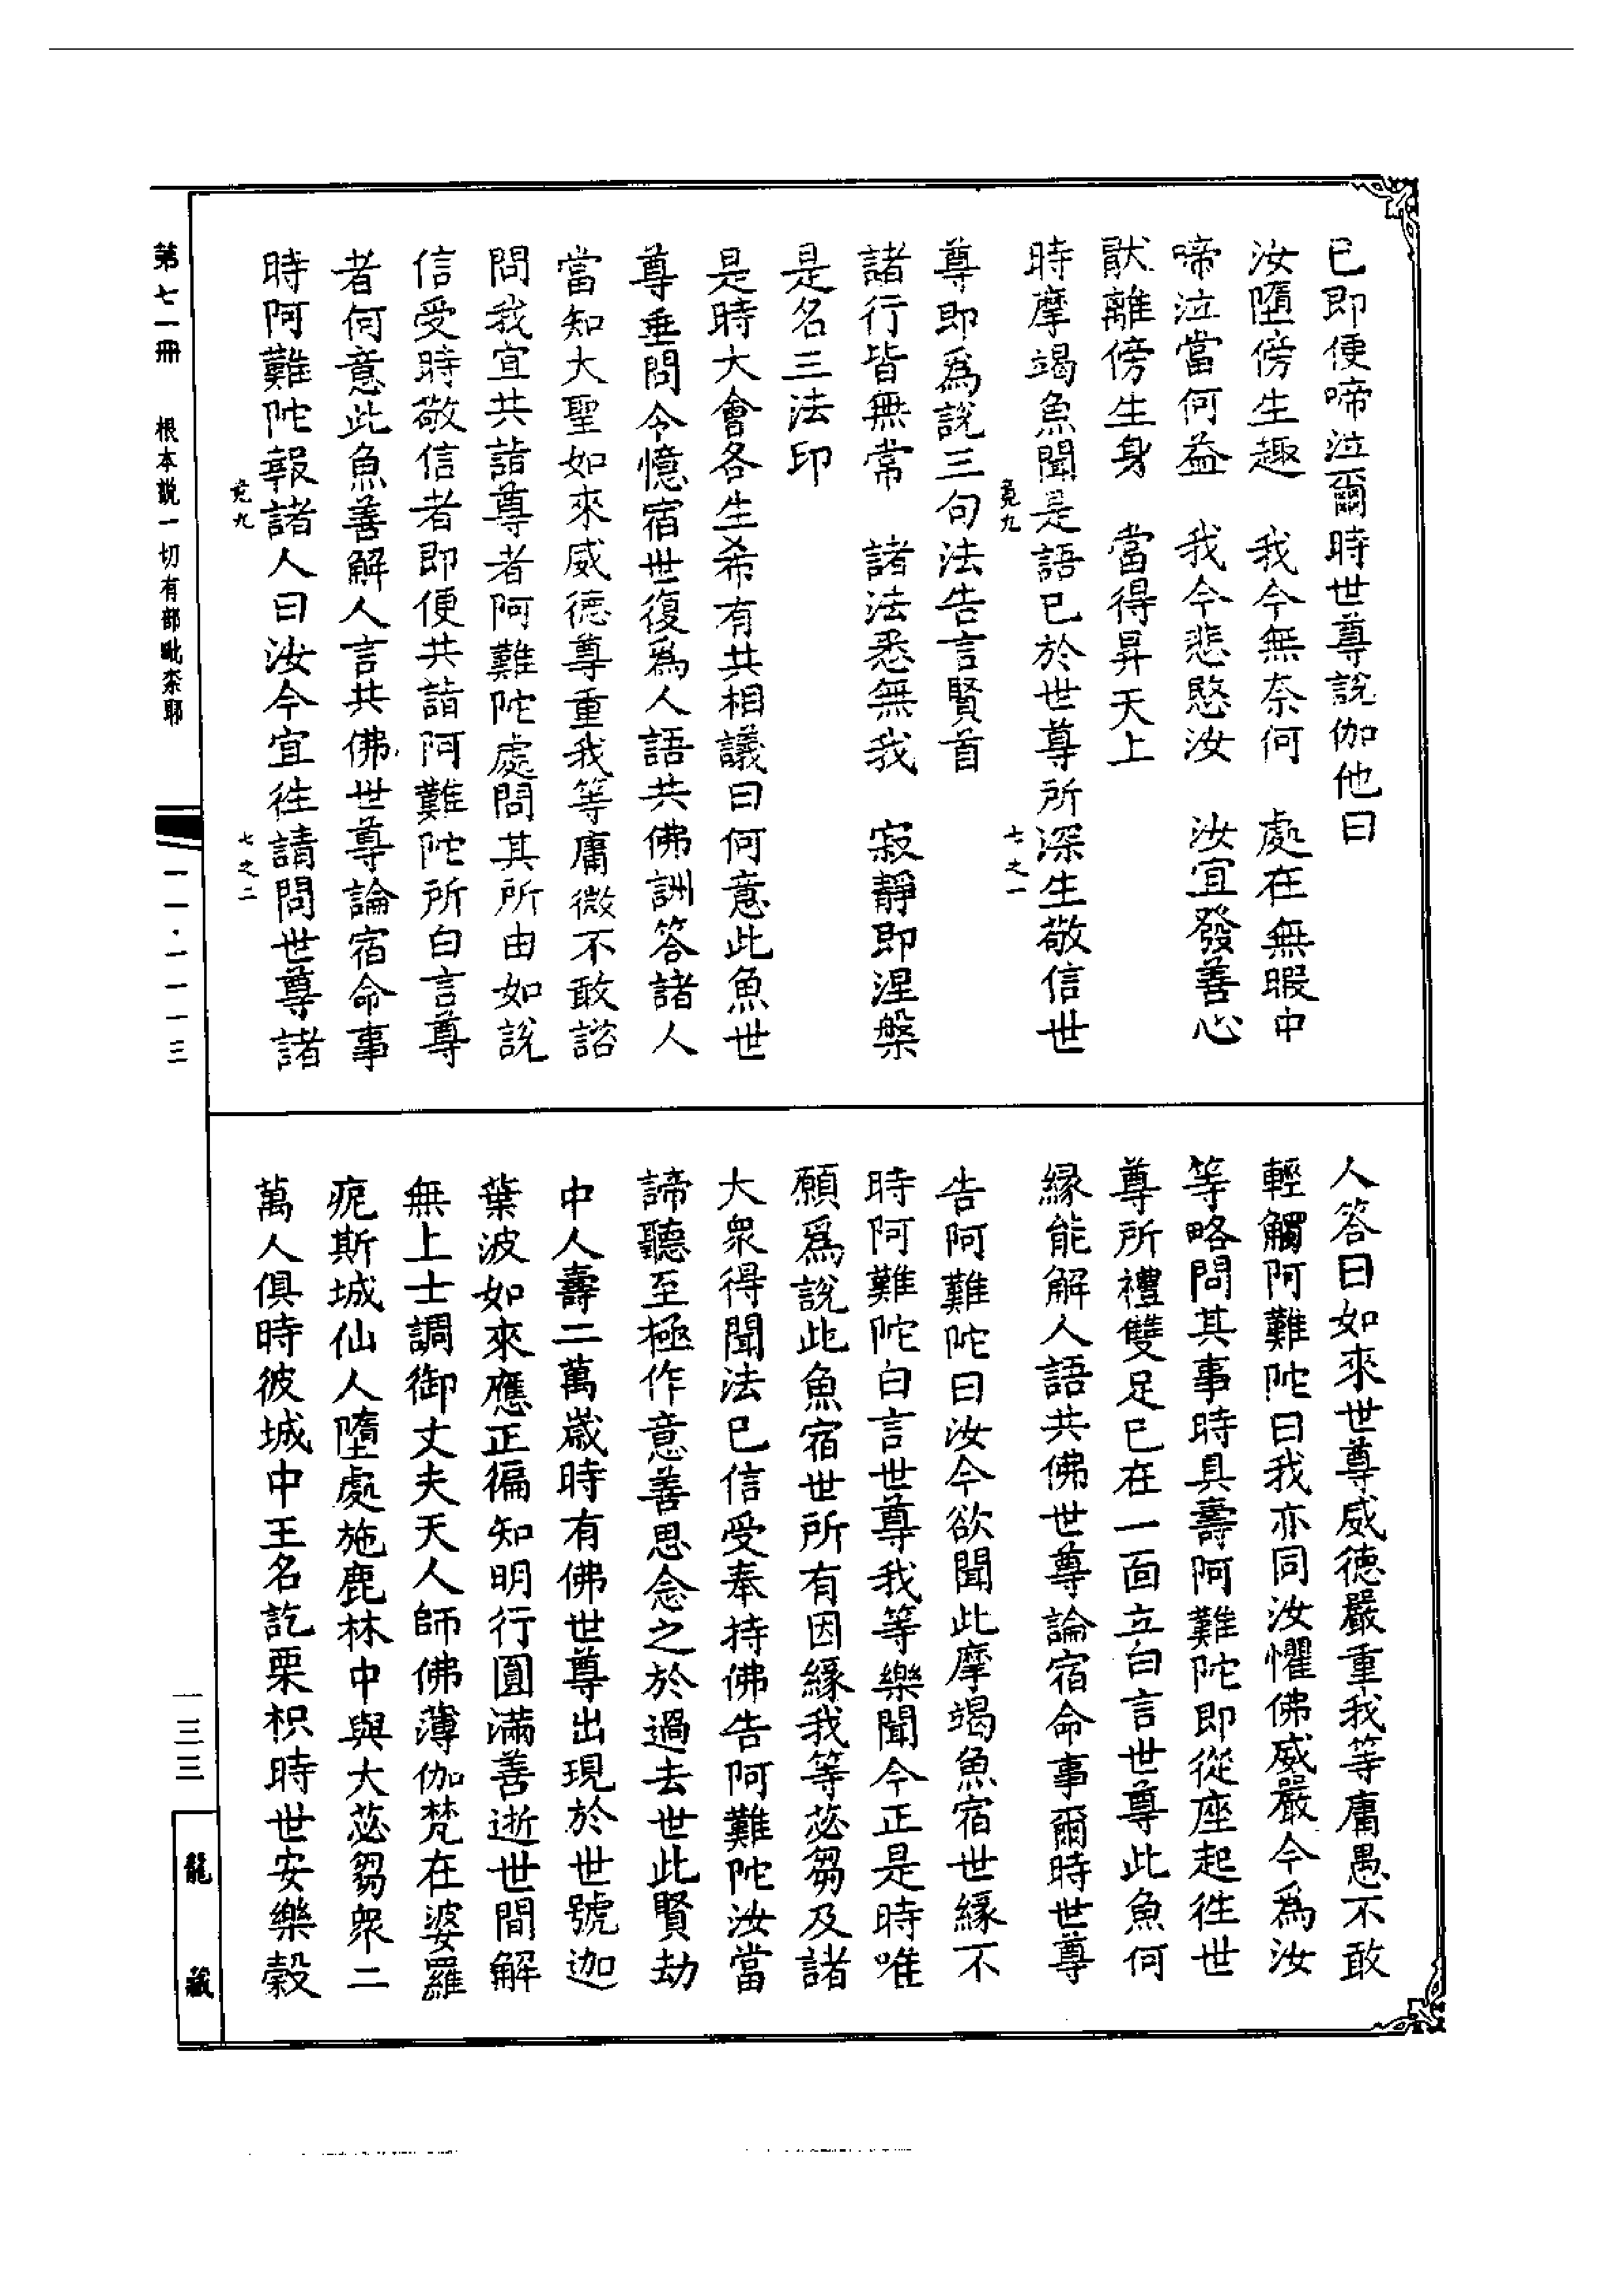 已即便啼泣爾時世尊說伽他曰
汝墮傍生趣　我今無奈何　處在無暇中
啼泣當何益　我今悲愍汝　汝宜發善心
猒離傍生身　當得昇天上
時摩竭魚聞是語已於世尊所深生敬信世
竟九　七之一
尊即爲說三句法告言賢首
諸行皆無常　諸法悉無我　寂靜即涅槃
是名三法印
是時大會各生希有共相議曰何意此魚世
尊垂問令憶宿世復爲人語共佛詶答諸人
當知大聖如來威德尊重我等庸微不敢諮
問我宜共詣尊者阿難陀處問其所由如說
信受時敬信者即便共詣阿難陀所白言尊
者何意此魚善解人言共佛世尊論宿命事
時阿難陀報諸人曰汝今宜往請問世尊諸
竟九　七之二
人答曰如來世尊威德嚴重我等庸愚不敢
輕觸阿難陀曰我亦同汝懼佛威嚴今爲汝
等略問其事時具壽阿難陀即從座起往世
尊所禮雙足已在一面立白言世尊此魚何
緣能解人語共佛世尊論宿命事爾時世尊
告阿難陀曰汝今欲聞此摩竭魚宿世緣不
時阿難陀白言世尊我等樂聞今正是時唯
願爲說此魚宿世所有因緣我等苾芻及諸
大衆得聞法已信受奉持佛告阿難陀汝當
諦聽至極作意善思念之於過去世此賢劫
中人壽二萬歲時有佛世尊出現於世號迦
葉波如來應正徧知明行圓滿善逝世間解
無上士調御丈夫天人師佛薄伽梵在婆羅
痆斯城仙人墮處施鹿林中與大苾芻衆二
萬人俱時彼城中王名訖栗枳時世安樂穀
第七一冊　根本說一切有部毗柰耶
一一·一一一三
一三三
龍藏